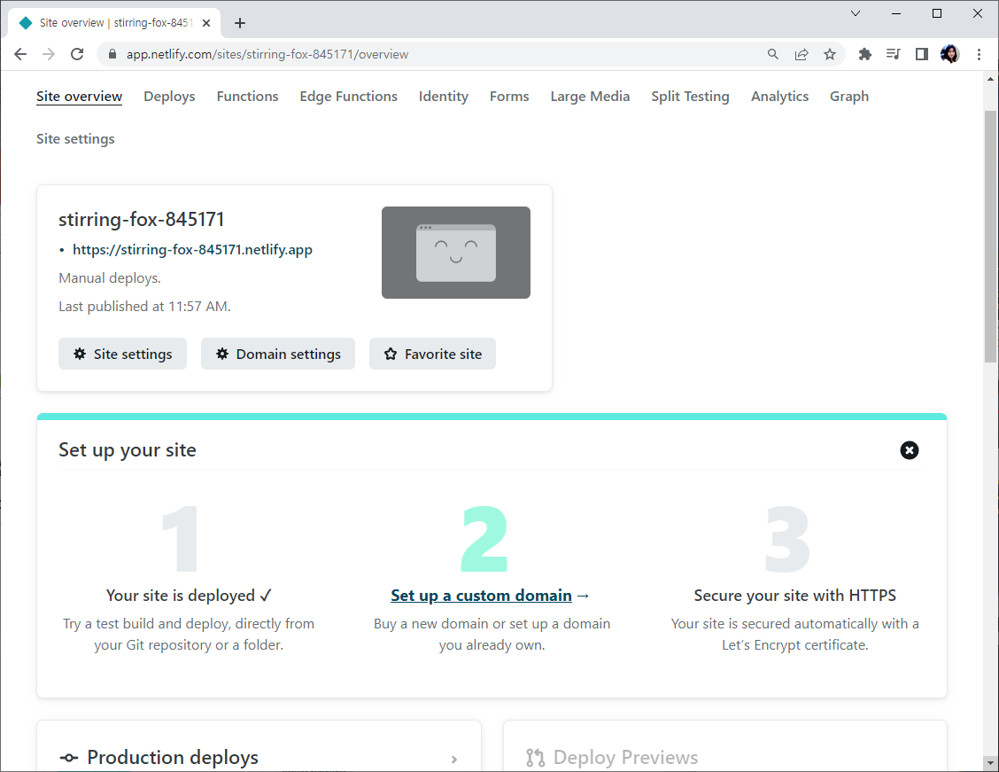 Site overview | stirring-fox-8451
app.netlify.com/sites/stirring-fox-845171/overview
Site overview Deploys Functions Edge Functions Identity Forms Large Media Split Testing Analytics Graph
Site settings
stirring-fox-845171
• https://stirring-fox-845171.netlify.app
Manual deploys.
Last published at 11:57 AM.
Site settings Domain settings Favorite site
Set up your site
1 2 3
Your site is deployed ✓ Set up a custom domain → Secure your site with HTTPS
Try a test build and deploy, directly from Buy a new domain or set up a domain Your site is secured automatically with a
your Git repository or a folder. you already own. Let’s Encrypt certificate.
Production deploys Deploy Previews